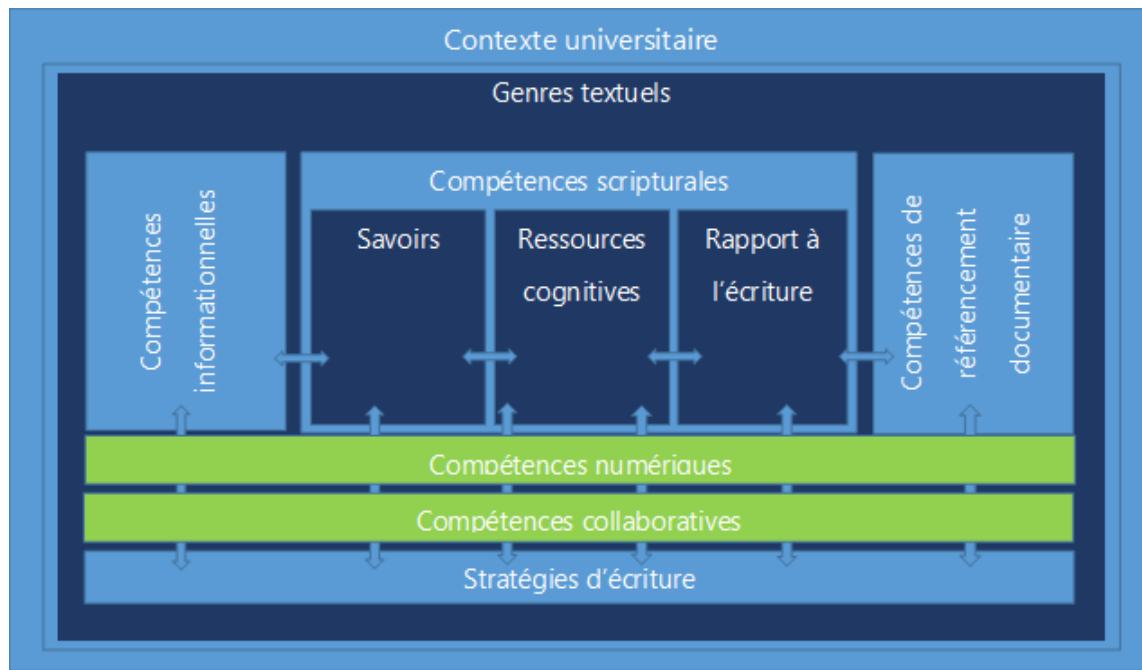 Contexte universitaire
Genres textuels
Compétences
informationnelles
Compétences scripturales
Savoirs
Ressources
cognitives
Rapport à
l'écriture
Compétences de
référencement
documentaire
Compétences numériques
Compétences collaboratives
Stratégies d'écriture